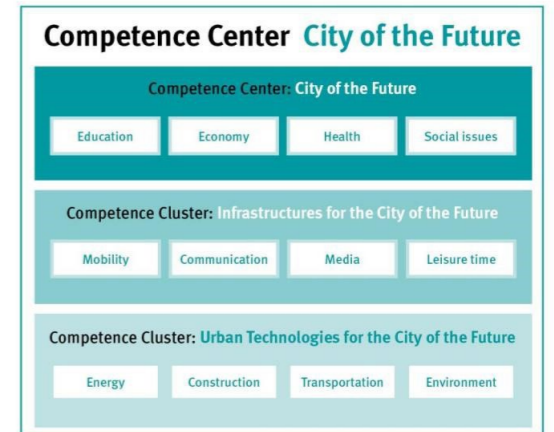 Competence Center City of the Future
Competence Center: City of the Future
Education Economy Health Social issues
Competence Cluster: Infrastructures for the City of the Future
Mobility Communication Media Leisure time
Competence Cluster: Urban Technologies for the City of the Future
Energy Construction Transportation Environment